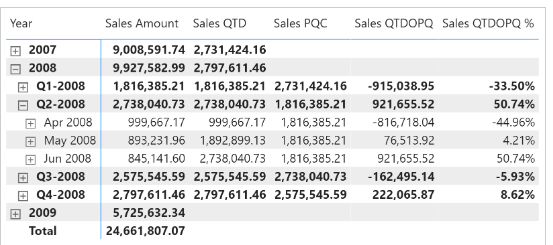 Year Sales Amount Sales QTD Sales PQC Sales QTDOPQ Sales QTDOPQ %
2007 9,008,591.74 2,731,424.16
2008 9,927,582.99 2,797,611.46
Q1-2008 1,816,385.21 1,816,385.21 2,731,424.16 -915,038.95 -33.50%
Q2-2008 2,738,040.73 2,738,040.73 1,816,385.21 921,655.52 50.74%
Apr 2008 999,667.17 999,667.17 1,816,385.21 -816,718.04 -44.96%
May 2008 893,231.96 1,892,899.13 1,816,385.21 76,513.92 4.21%
Jun 2008 845,141.60 2,738,040.73 1,816,385.21 921,655.52 50.74%
Q3-2008 2,575,545.59 2,575,545.59 2,738,040.73 -162,495.14 -5.93%
Q4-2008 2,797,611.46 2,797,611.46 2,575,545.59 222,065.87 8.62%
2009 5,725,632.34
Total 24,661,807.07